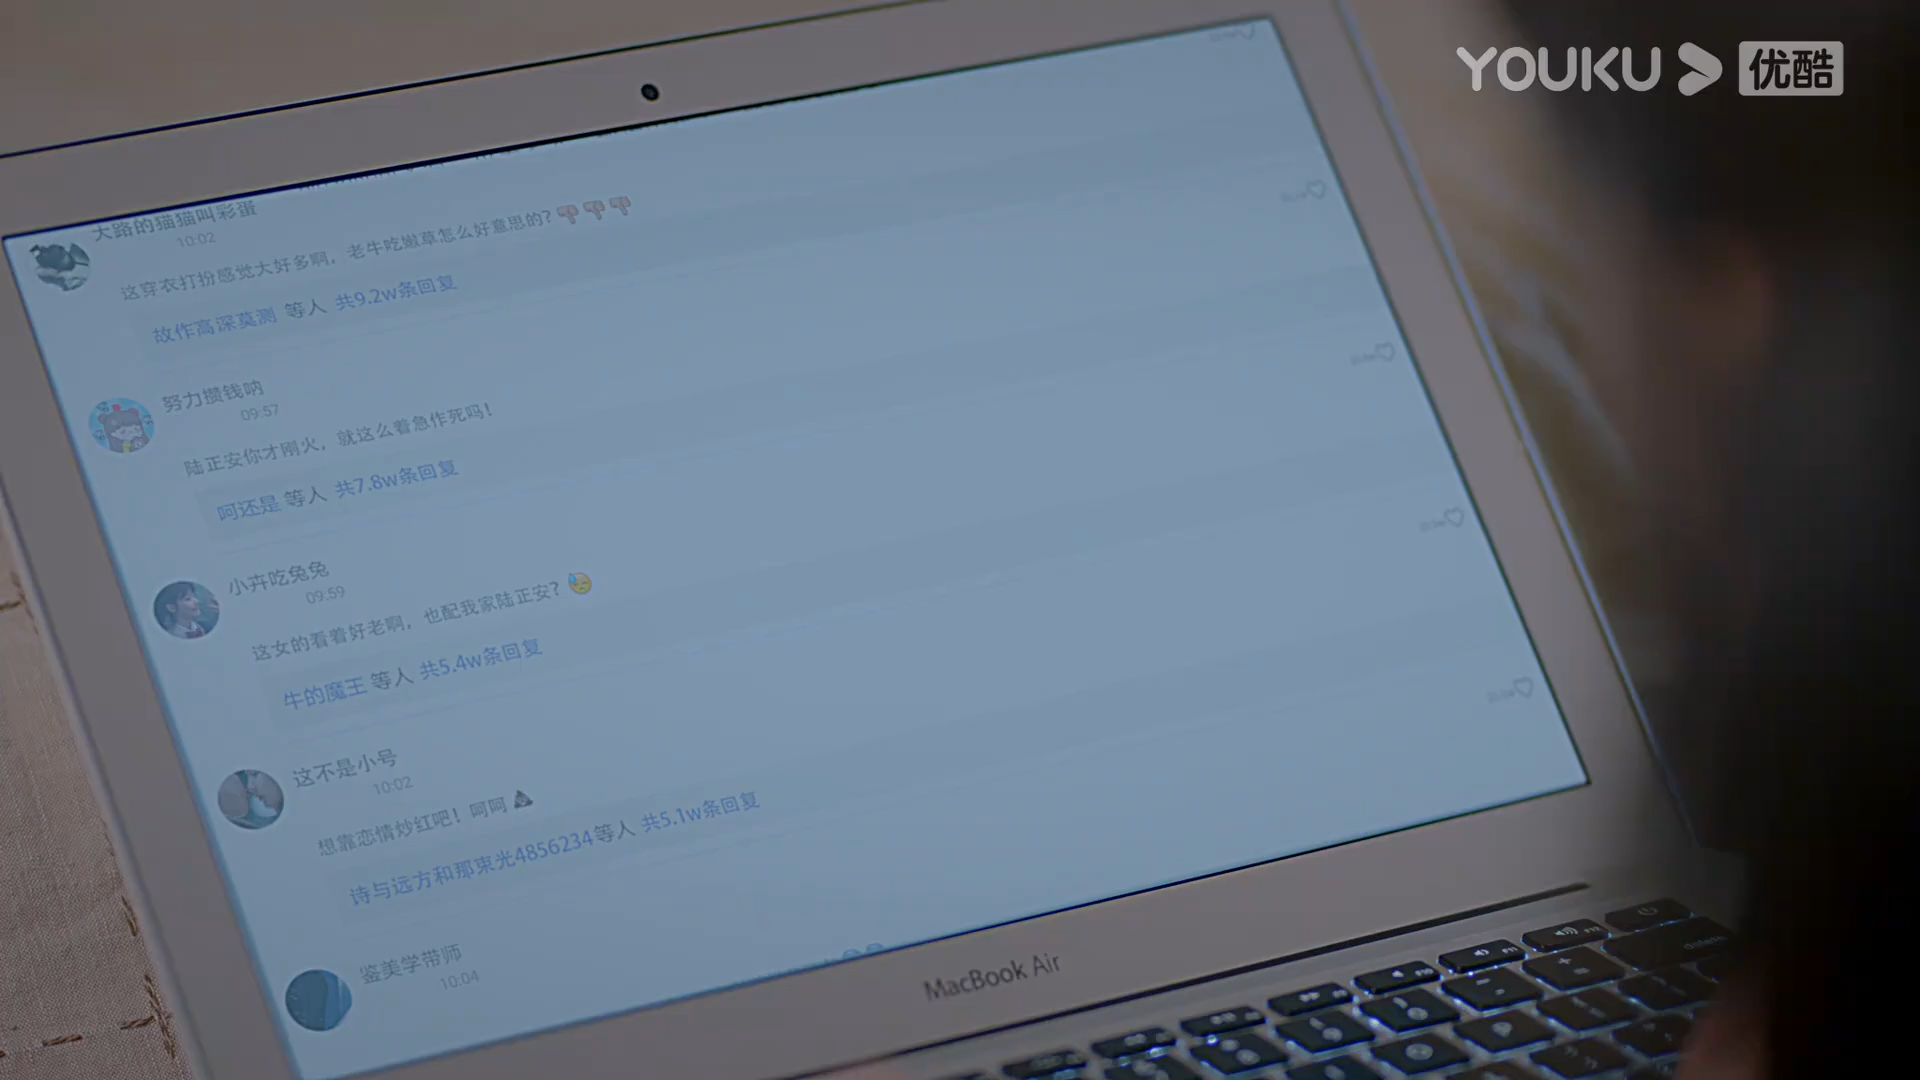 YOUKU 优酷
大路的猫猫叫彩蛋
10:02
这穿衣打扮感觉大好多啊，老牛吃嫩草怎么好意思的？👎👎👎
故作高深莫测 等人 共9.2w条回复
努力攒钱呐
09:57
陆正安你才刚火，就这么着急作死吗！
呵还是 等人 共7.8w条回复
小卉吃兔兔
09:59
这女的看着好老啊，也配我家陆正安？😓
牛的魔王 等人 共5.4w条回复
这不是小号
10:02
想靠恋情炒红吧！呵呵
诗与远方和那束光4856234等人 共5.1w条回复
鉴美学带师
10:04
MacBook Air